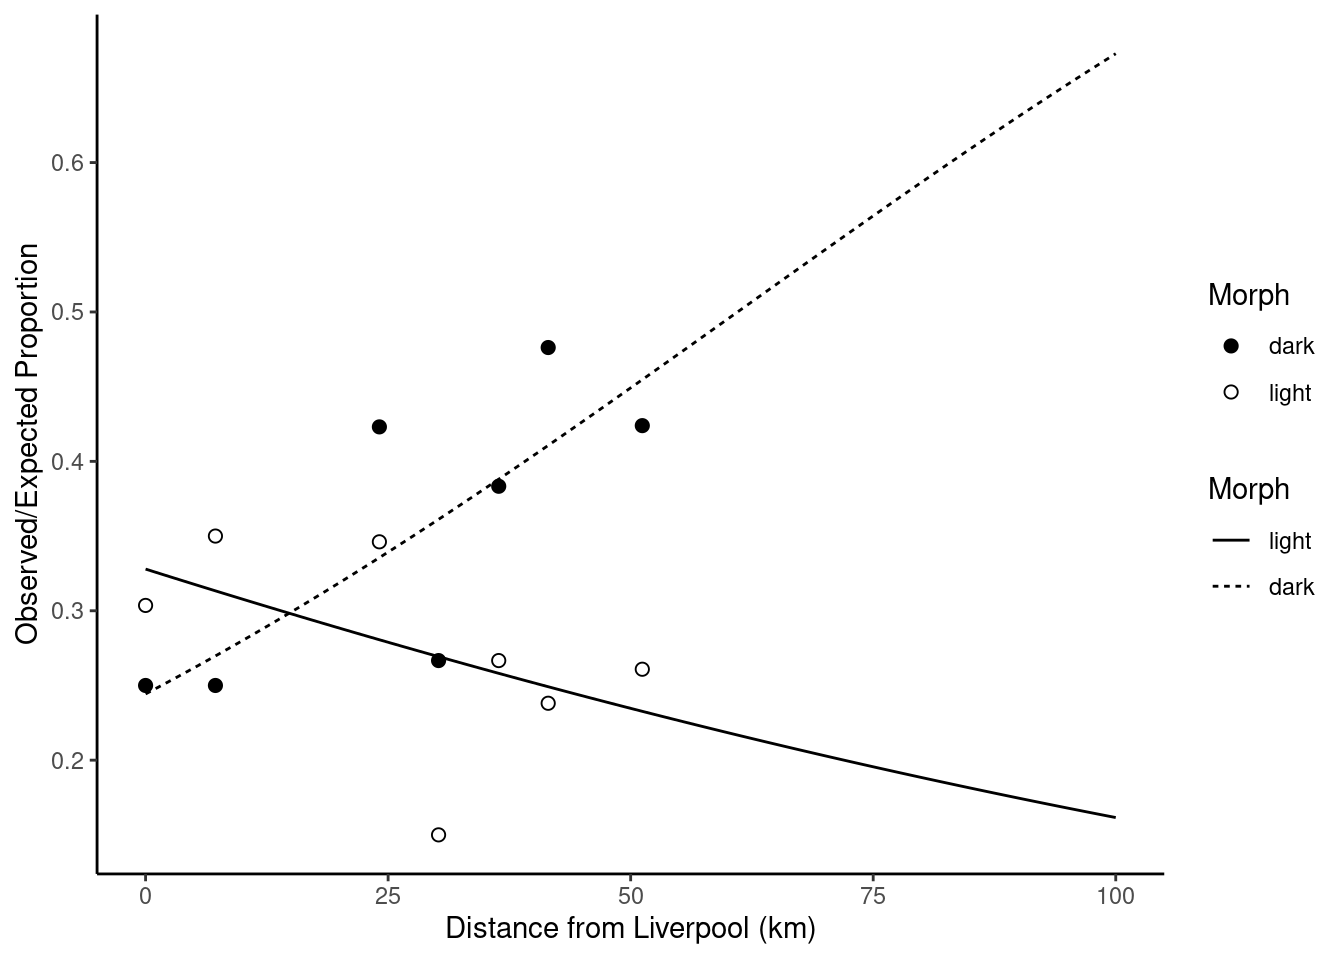 Observed/Expected Proportion
0.6
0.5
0.4
0.3
0.2
0 25 50 75 100
Distance from Liverpool (km)
Morph
dark
light
Morph
light
dark